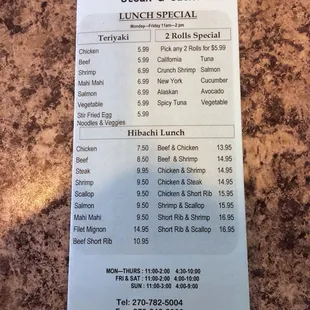 LUNCH SPECIAL
Monday-Friday 11am-2 pm
Teriyaki
Chicken 5.99
Beef 5.99
Shrimp 6.99
Mahi Mahi 5.99
Salmon 6.99
Vegetable 5.99
Stir Fried Egg 5.99
Noodles & Veggies
2 Rolls Special
Pick any 2 Rolls for $5.99
California Tuna
Crunch Shrimp Salmon
New York Cucumber
Alaskan Avocado
Spicy Tuna Vegetable
Hibachi Lunch
Chicken 7.50 Beef & Chicken 13.95
Beef 8.50 Beef & Shrimp 14.95
Steak 9.95 Chicken & Shrimp 14.95
Shrimp 9.50 Chicken & Steak 14.95
Scallop 9.50 Chicken & Short Rib 15.95
Salmon 9.50 Shrimp & Scallop 15.95
Mahi Mahi 9.50 Short Rib & Shrimp 16.95
Filet Mignon 14.95 Short Rib & Scallop 16.95
Beef Short Rib 10.95
MON—THURS : 11:00-2:00 4:30-10:00
FRI & SAT : 11:00-2:00 4:00-10:00
SUN : 11:00-3:00 4:00-9:00
Tel: 270-782-5004